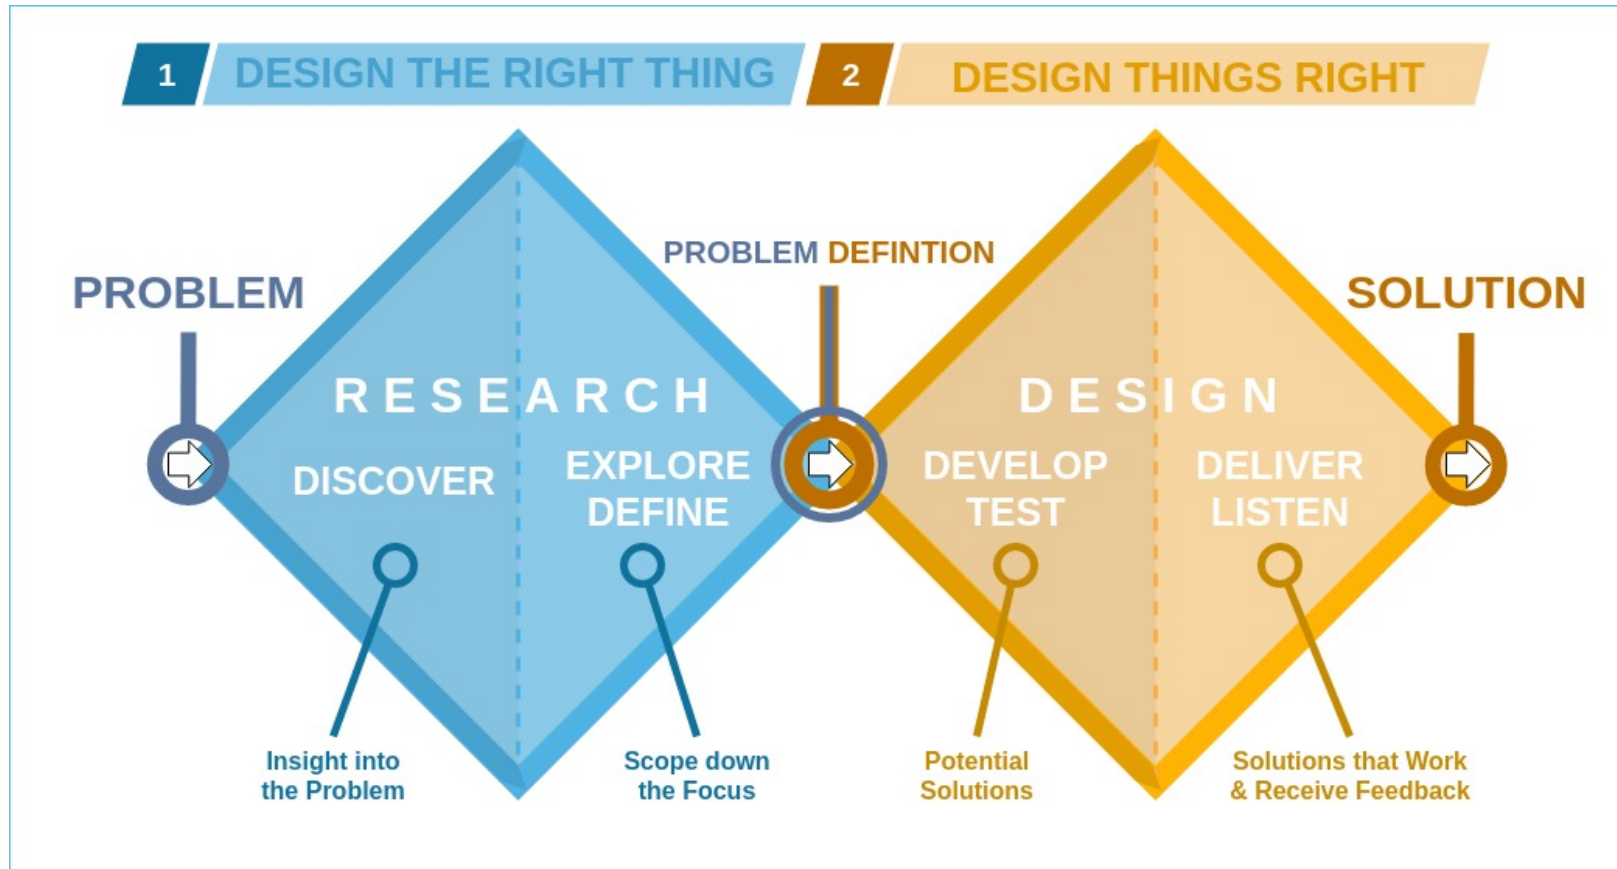 1 DESIGN THE RIGHT THING
2 DESIGN THINGS RIGHT
PROBLEM
PROBLEM DEFINTION
SOLUTION
RESEARCH
DISCOVER
EXPLORE
DEFINE
DESIGN
DEVELOP
TEST
DELIVER
LISTEN
Insight into
the Problem
Scope down
the Focus
Potential
Solutions
Solutions that Work
& Receive Feedback